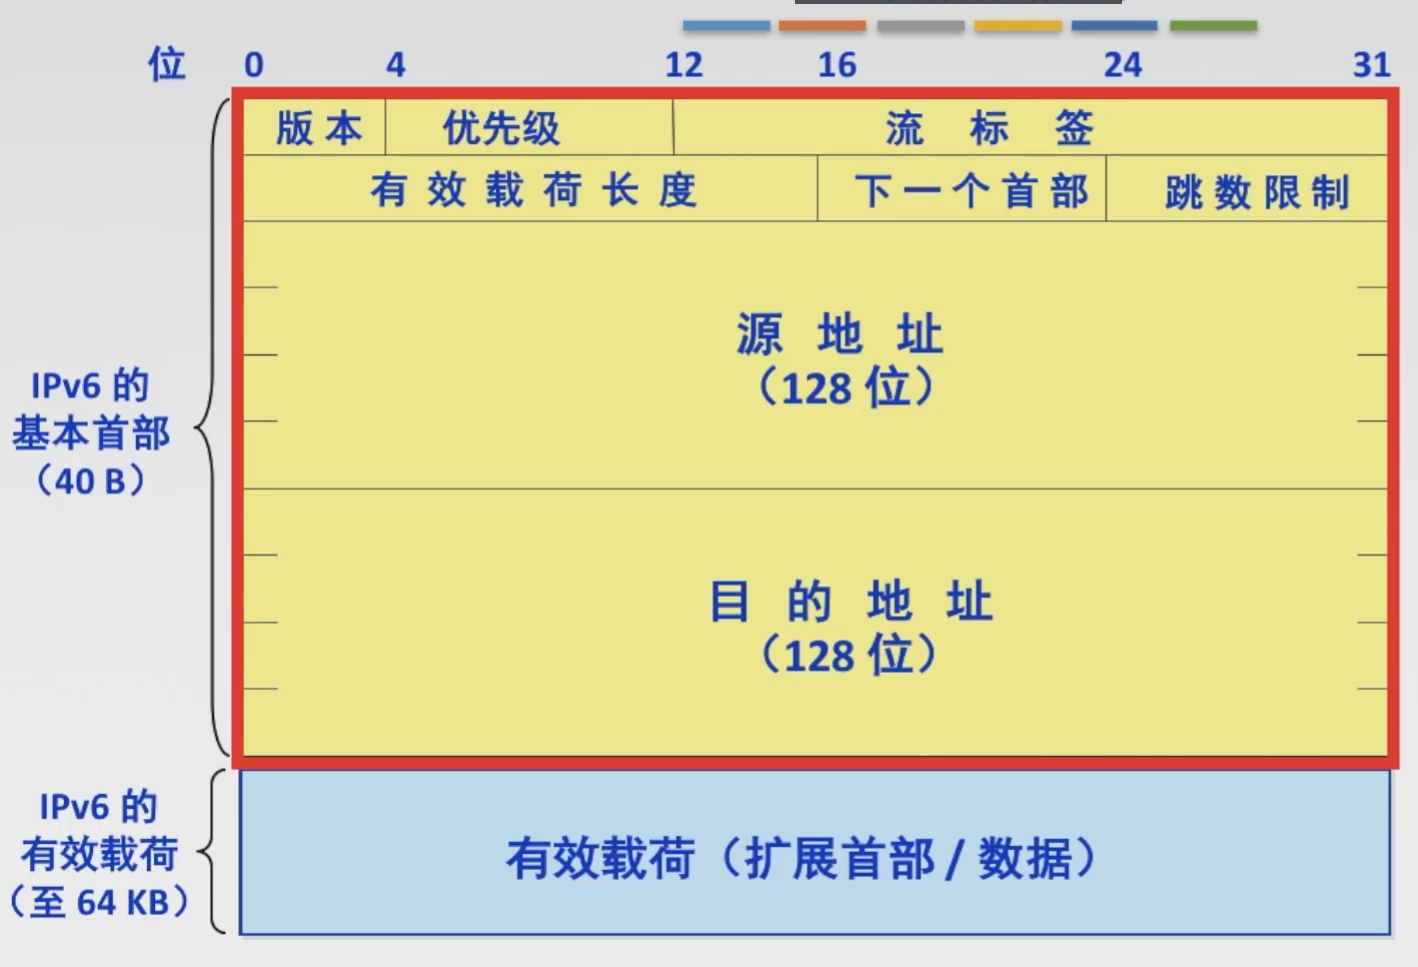 位 0 4 12 16 24 31
版本 优先级 流标签
有效载荷长度 下一个首部 跳数限制
源地址
（128 位）
IPv6 的
基本首部
（40 B）
目的地址
（128 位）
IPv6 的
有效载荷
（至 64 KB）
有效载荷（扩展首部 / 数据）